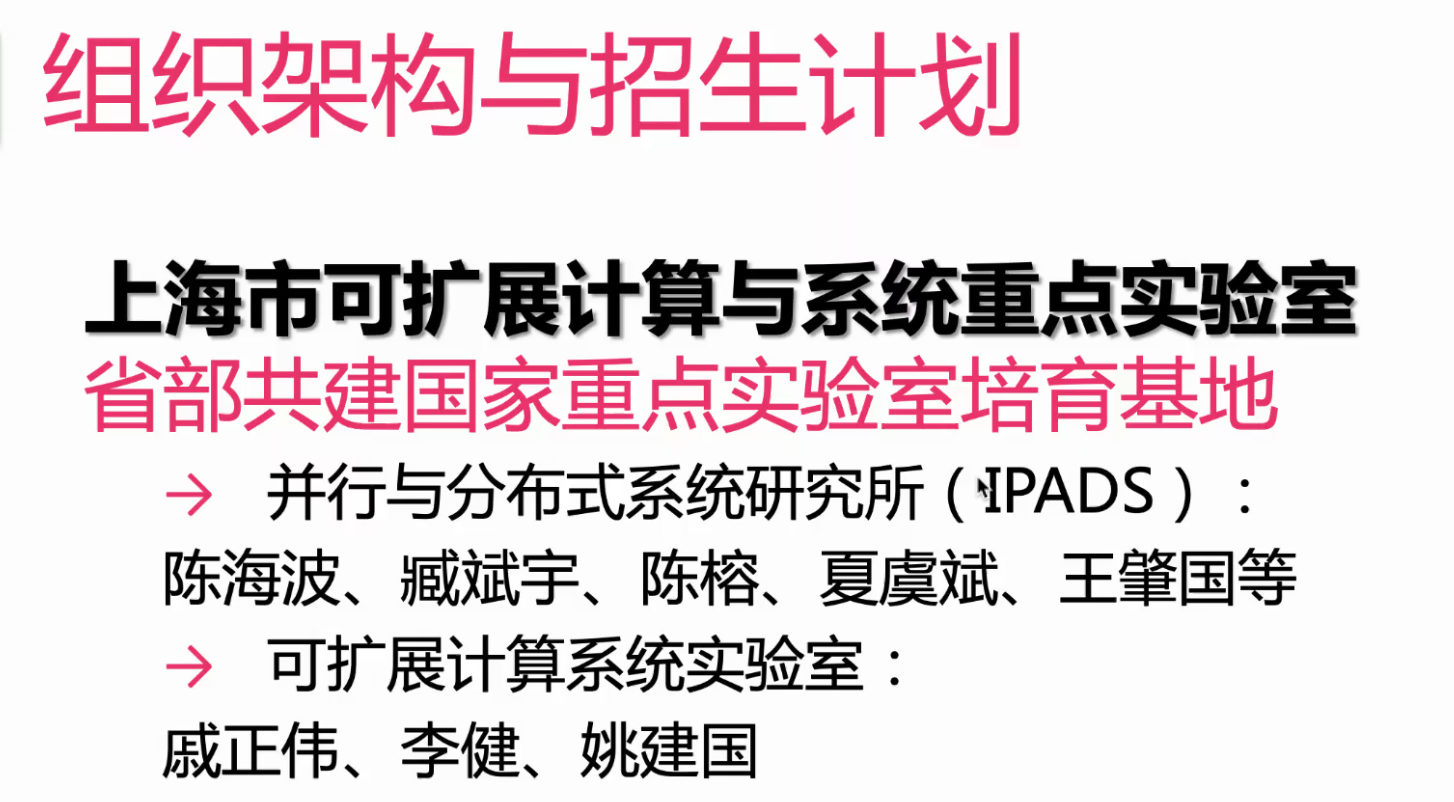 组织架构与招生计划
上海市可扩展计算与系统重点实验室
省部共建国家重点实验室培育基地
→ 并行与分布式系统研究所（IPADS）：
陈海波、臧斌宇、陈榕、夏虞斌、王肇国等
→ 可扩展计算系统实验室：
戚正伟、李健、姚建国